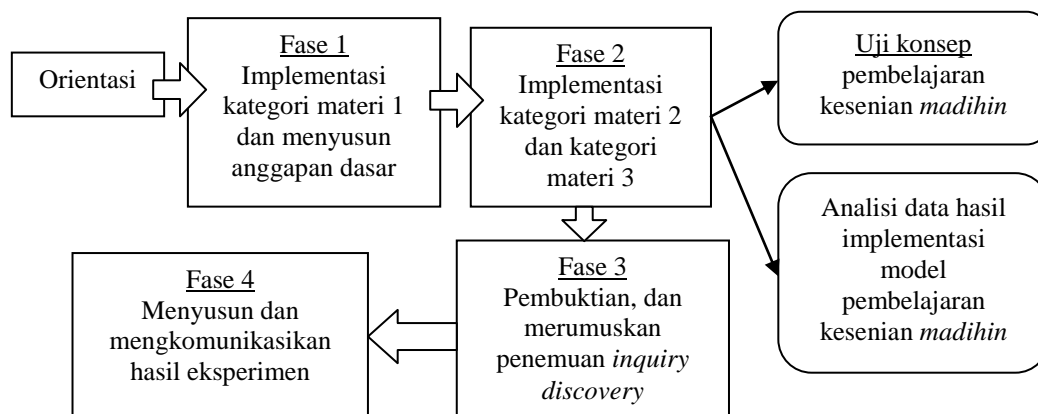 Orientasi
Fase 1
Implementasi
kategori materi 1
dan menyusun
anggapan dasar
Fase 2
Implementasi
kategori materi 2
dan kategori
materi 3
Uji konsep
pembelajaran
kesenian madihin
Analisi data hasil
implementasi
model
pembelajaran
kesenian madihin
Fase 3
Pembuktian, dan
merumuskan
penemuan inquiry
discovery
Fase 4
Menyusun dan
mengkomunikasikan
hasil eksperimen